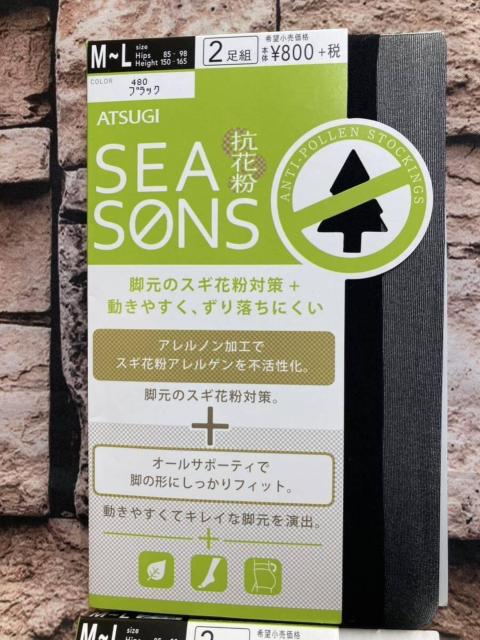 M~L size
Hips 85-98
Height 150-165
2足組
希望小売価格
本体¥800+税
COLOR 480
ブラック
ATSUGI
SEA
SONS
抗花粉
ANTI-POLLEN STOCKINGS
脚元のスギ花粉対策+
動きやすく、ずり落ちにくい
アレルノン加工で
スギ花粉アレルゲンを不活性化。
脚元のスギ花粉対策。
+
オールサポーティで
脚の形にしっかりフィット。
動きやすくてキレイな脚元を演出。
+
M~L size
Hips
2
希望小売価格